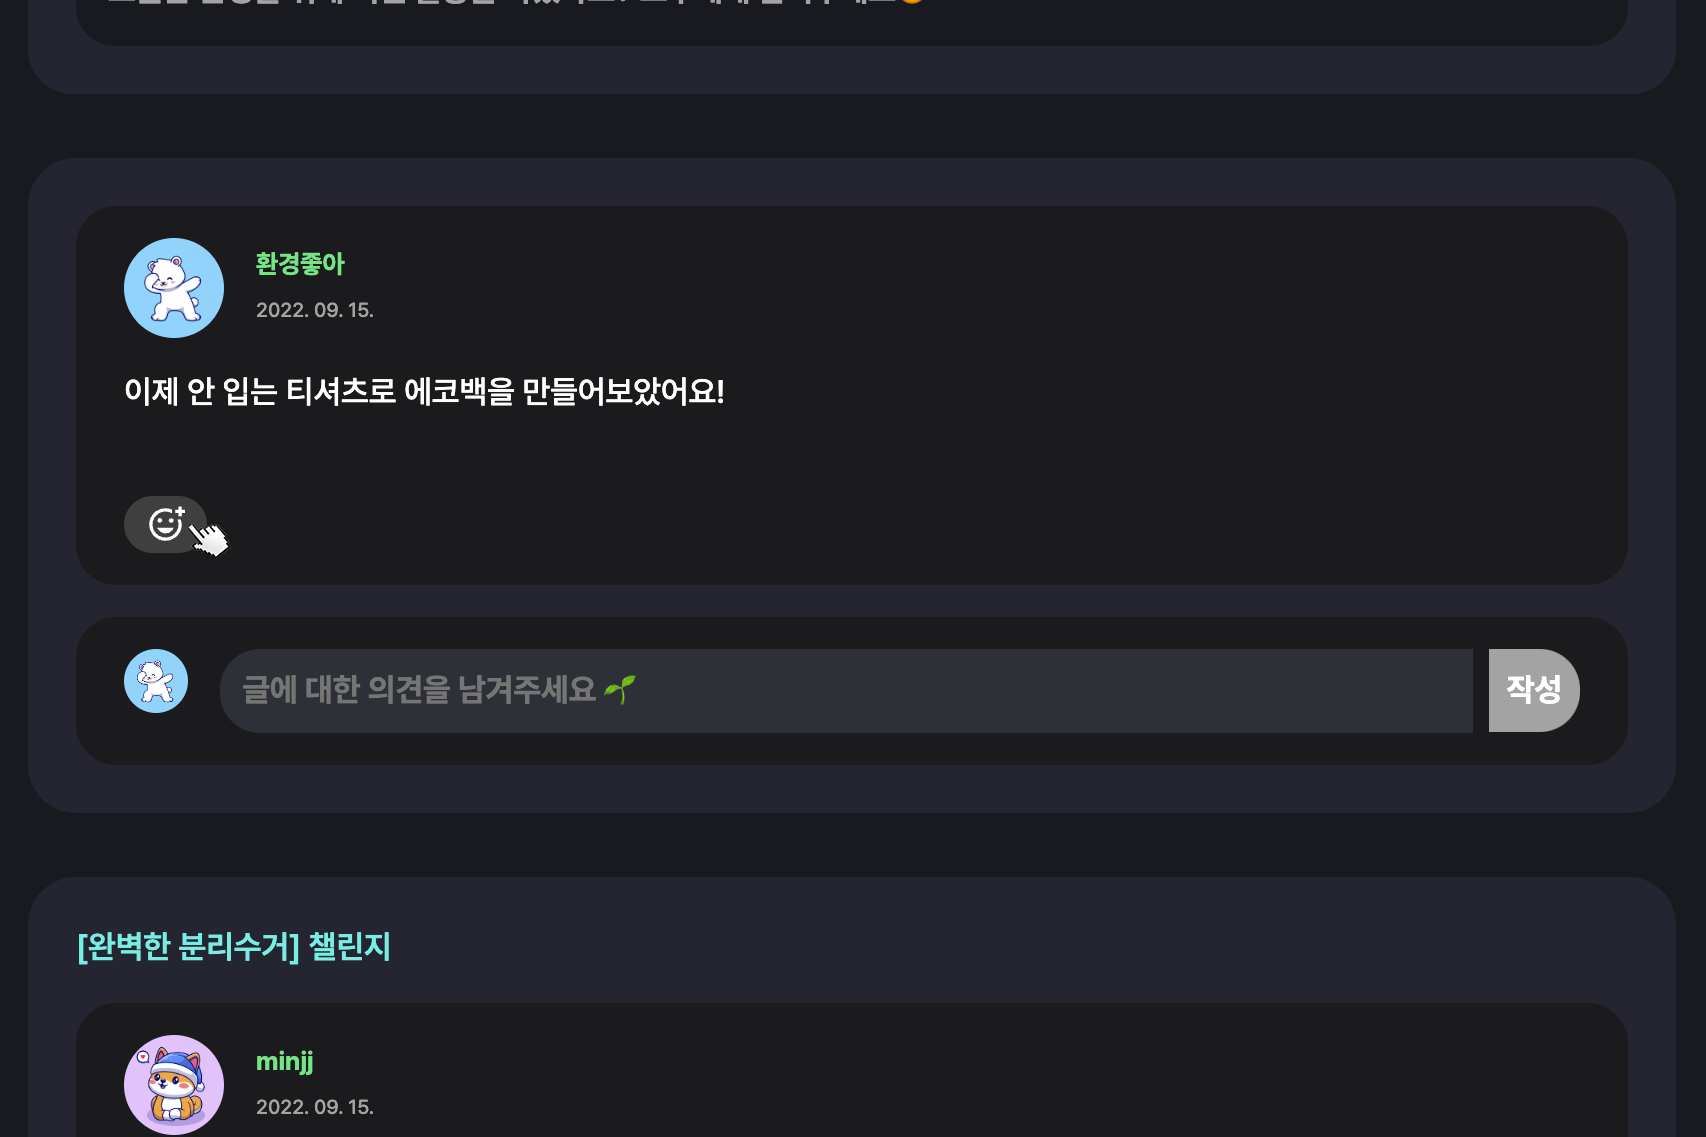 환경좋아
2022. 09. 15.
이제 안 입는 티셔츠로 에코백을 만들어보았어요!
글에 대한 의견을 남겨주세요 🌱
작성
[완벽한 분리수거] 챌린지
minjj
2022. 09. 15.